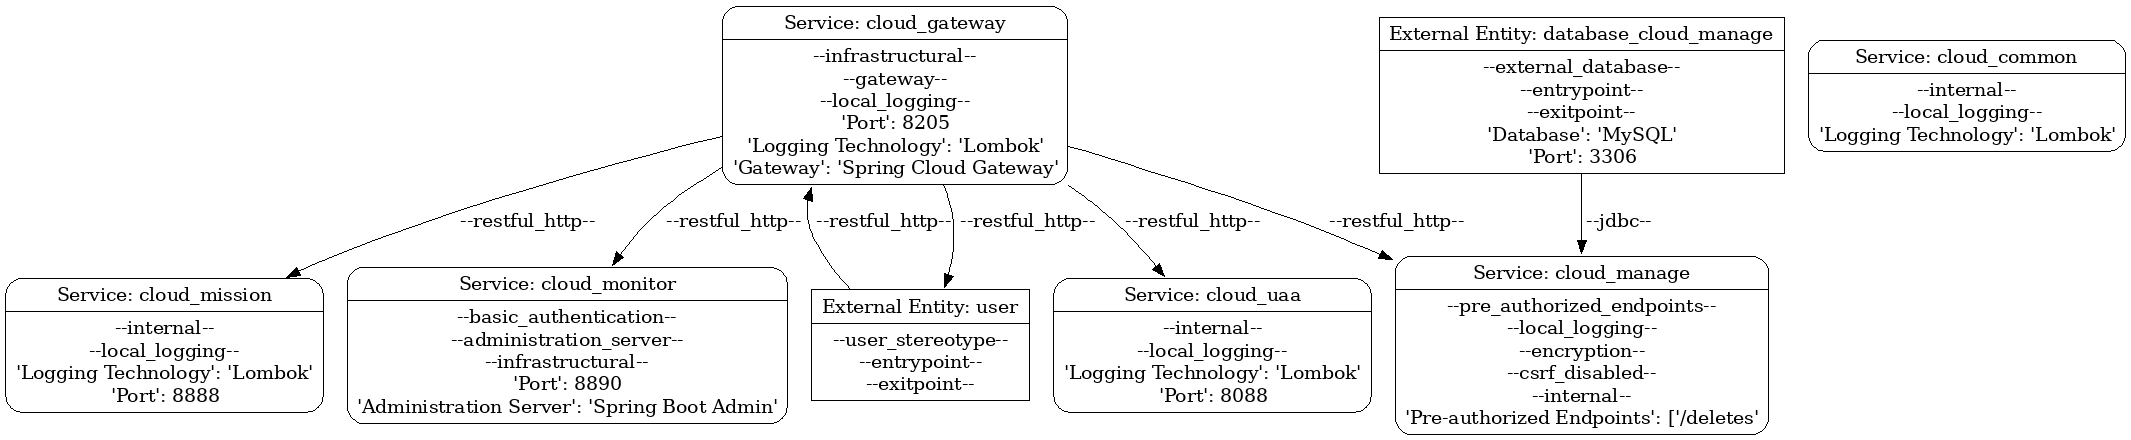 Service: cloud_gateway
--infrastructural--
--gateway--
--local_logging--
'Port': 8205
'Logging Technology': 'Lombok'
'Gateway': 'Spring Cloud Gateway'
External Entity: database_cloud_manage
--external_database--
--entrypoint--
--exitpoint--
'Database': 'MySQL'
'Port': 3306
Service: cloud_common
--internal--
--local_logging--
'Logging Technology': 'Lombok'
--restful_http--
--restful_http--
--restful_http--
--restful_http--
--restful_http--
--restful_http--
--jdbc--
Service: cloud_mission
--internal--
--local_logging--
'Logging Technology': 'Lombok'
'Port': 8888
Service: cloud_monitor
--basic_authentication--
--administration_server--
--infrastructural--
'Port': 8890
'Administration Server': 'Spring Boot Admin'
External Entity: user
--user_stereotype--
--entrypoint--
--exitpoint--
Service: cloud_uaa
--internal--
--local_logging--
'Logging Technology': 'Lombok'
'Port': 8088
Service: cloud_manage
--pre_authorized_endpoints--
--local_logging--
--encryption--
--csrf_disabled--
--internal--
'Pre-authorized Endpoints': ['/deletes'